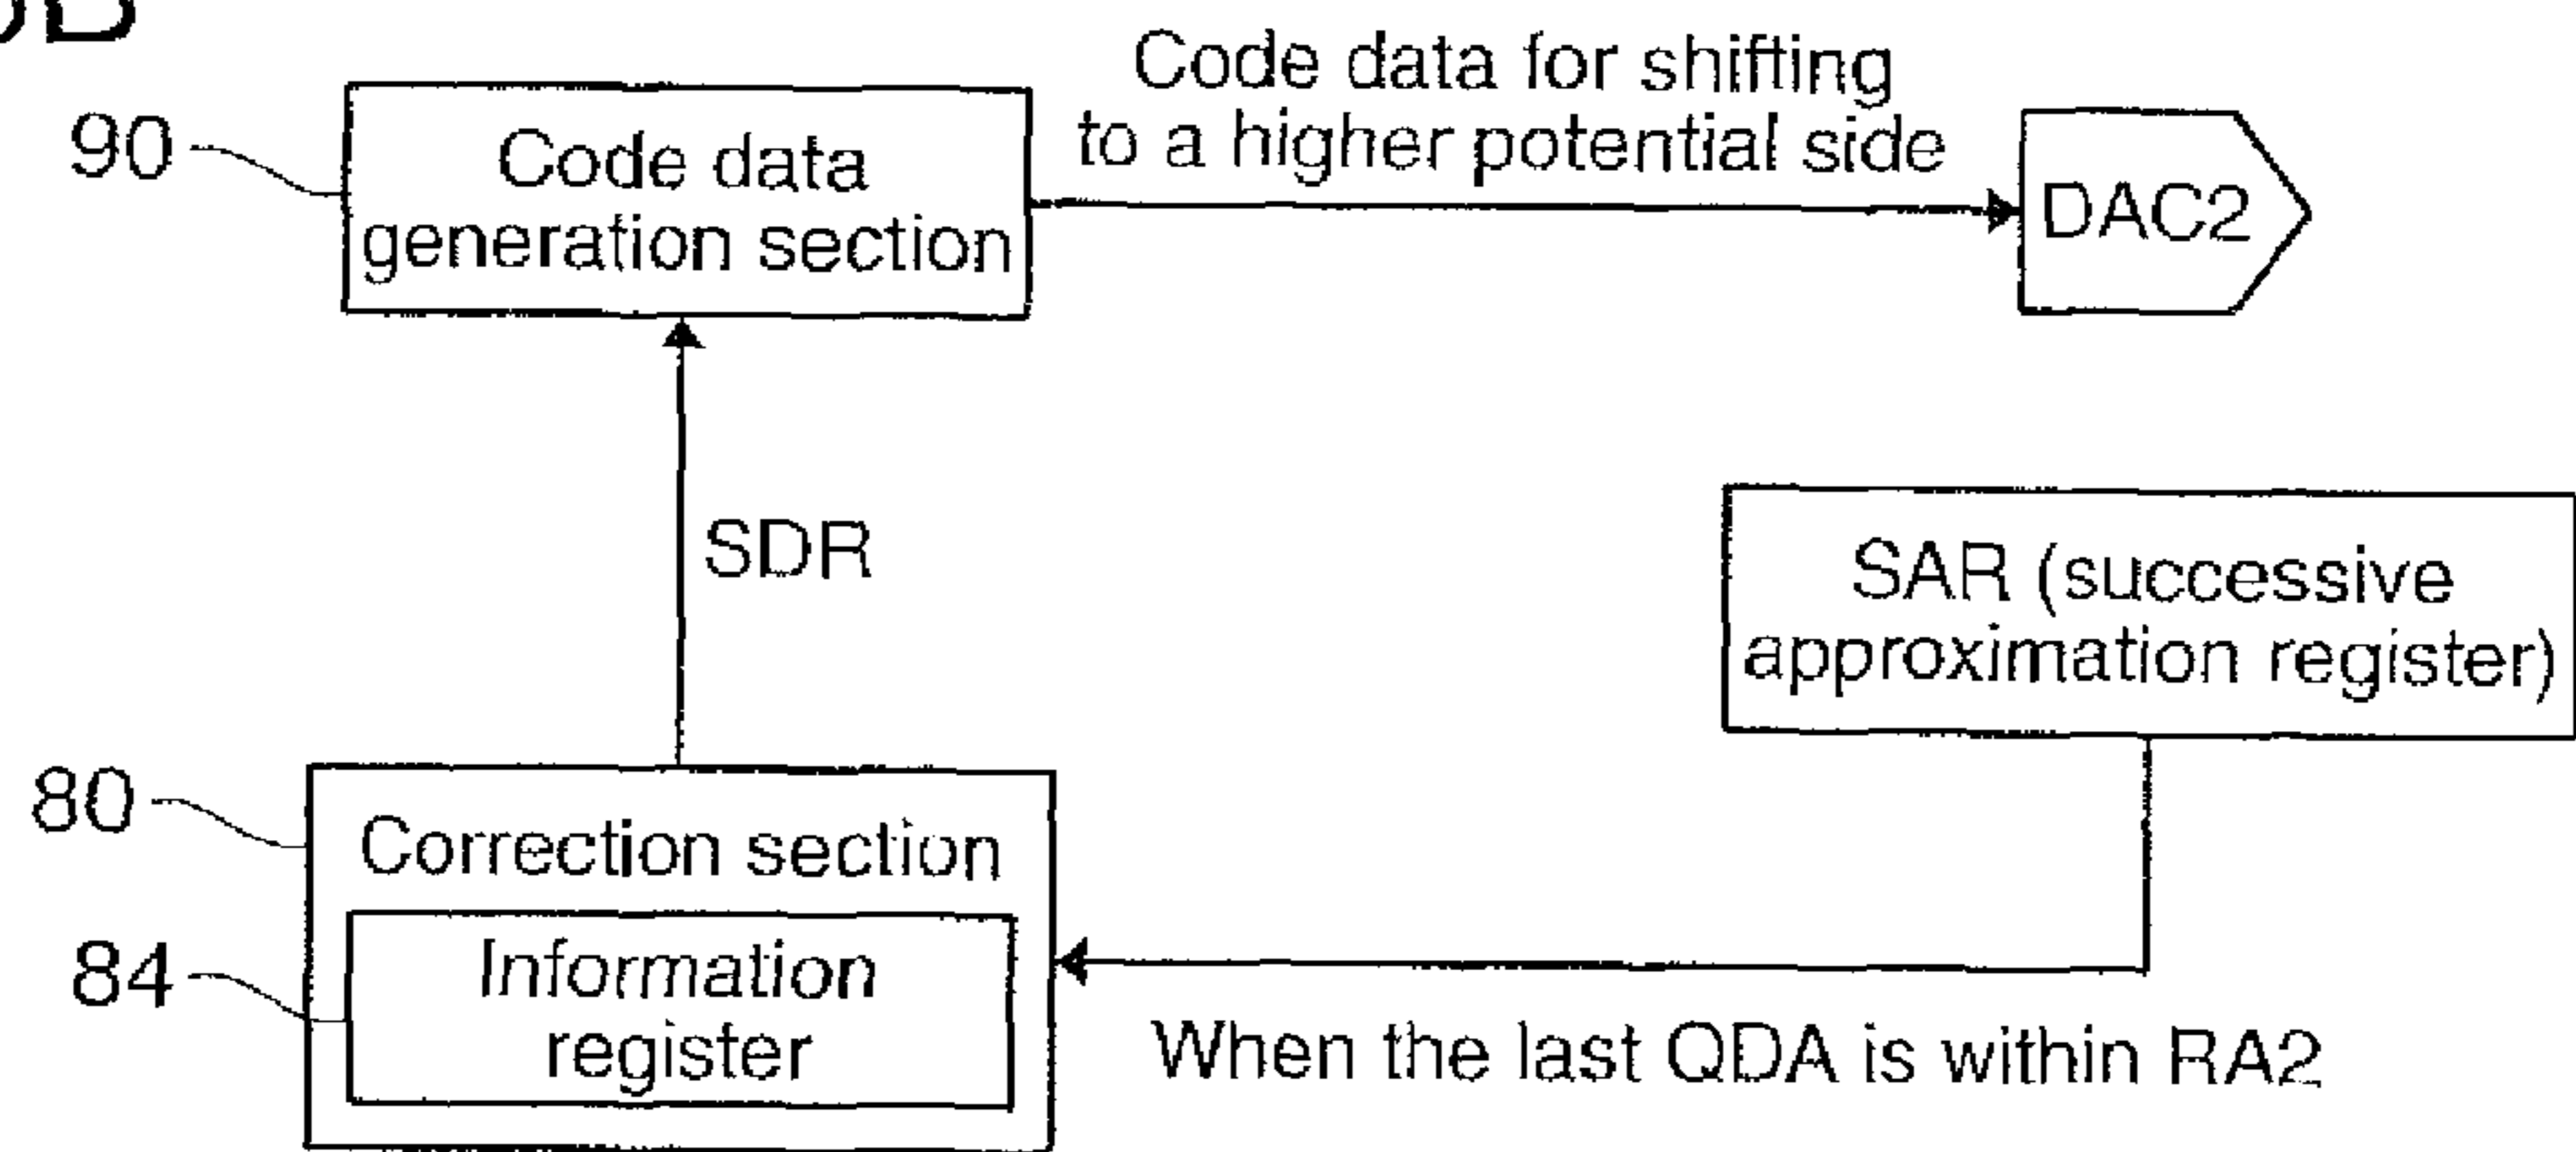 90
Code data
generation section
Code data for shifting
to a higher potential side
DAC2
SDR
SAR (successive
approximation register)
80
Correction section
84
Information
register
When the last QDA is within RA2